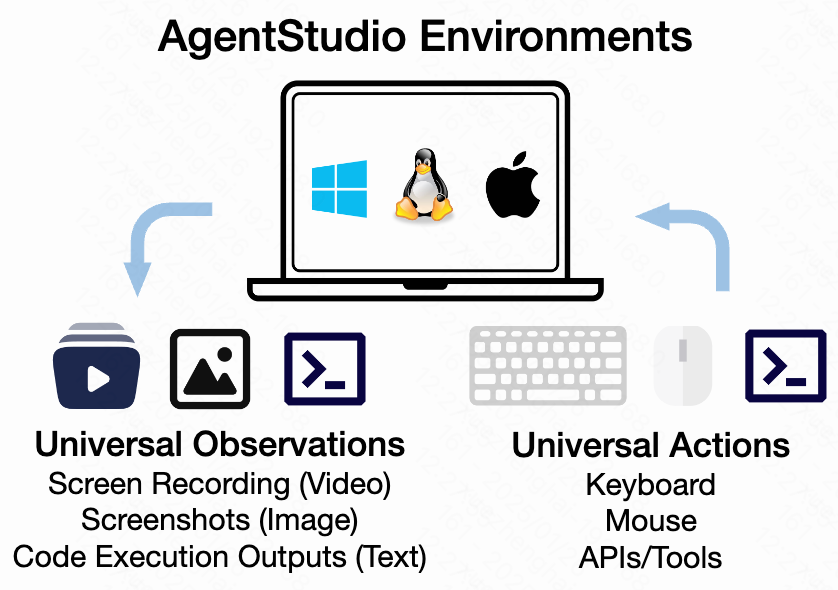 AgentStudio Environments
Universal Observations
Screen Recording (Video)
Screenshots (Image)
Code Execution Outputs (Text)
Universal Actions
Keyboard
Mouse
APIs/Tools